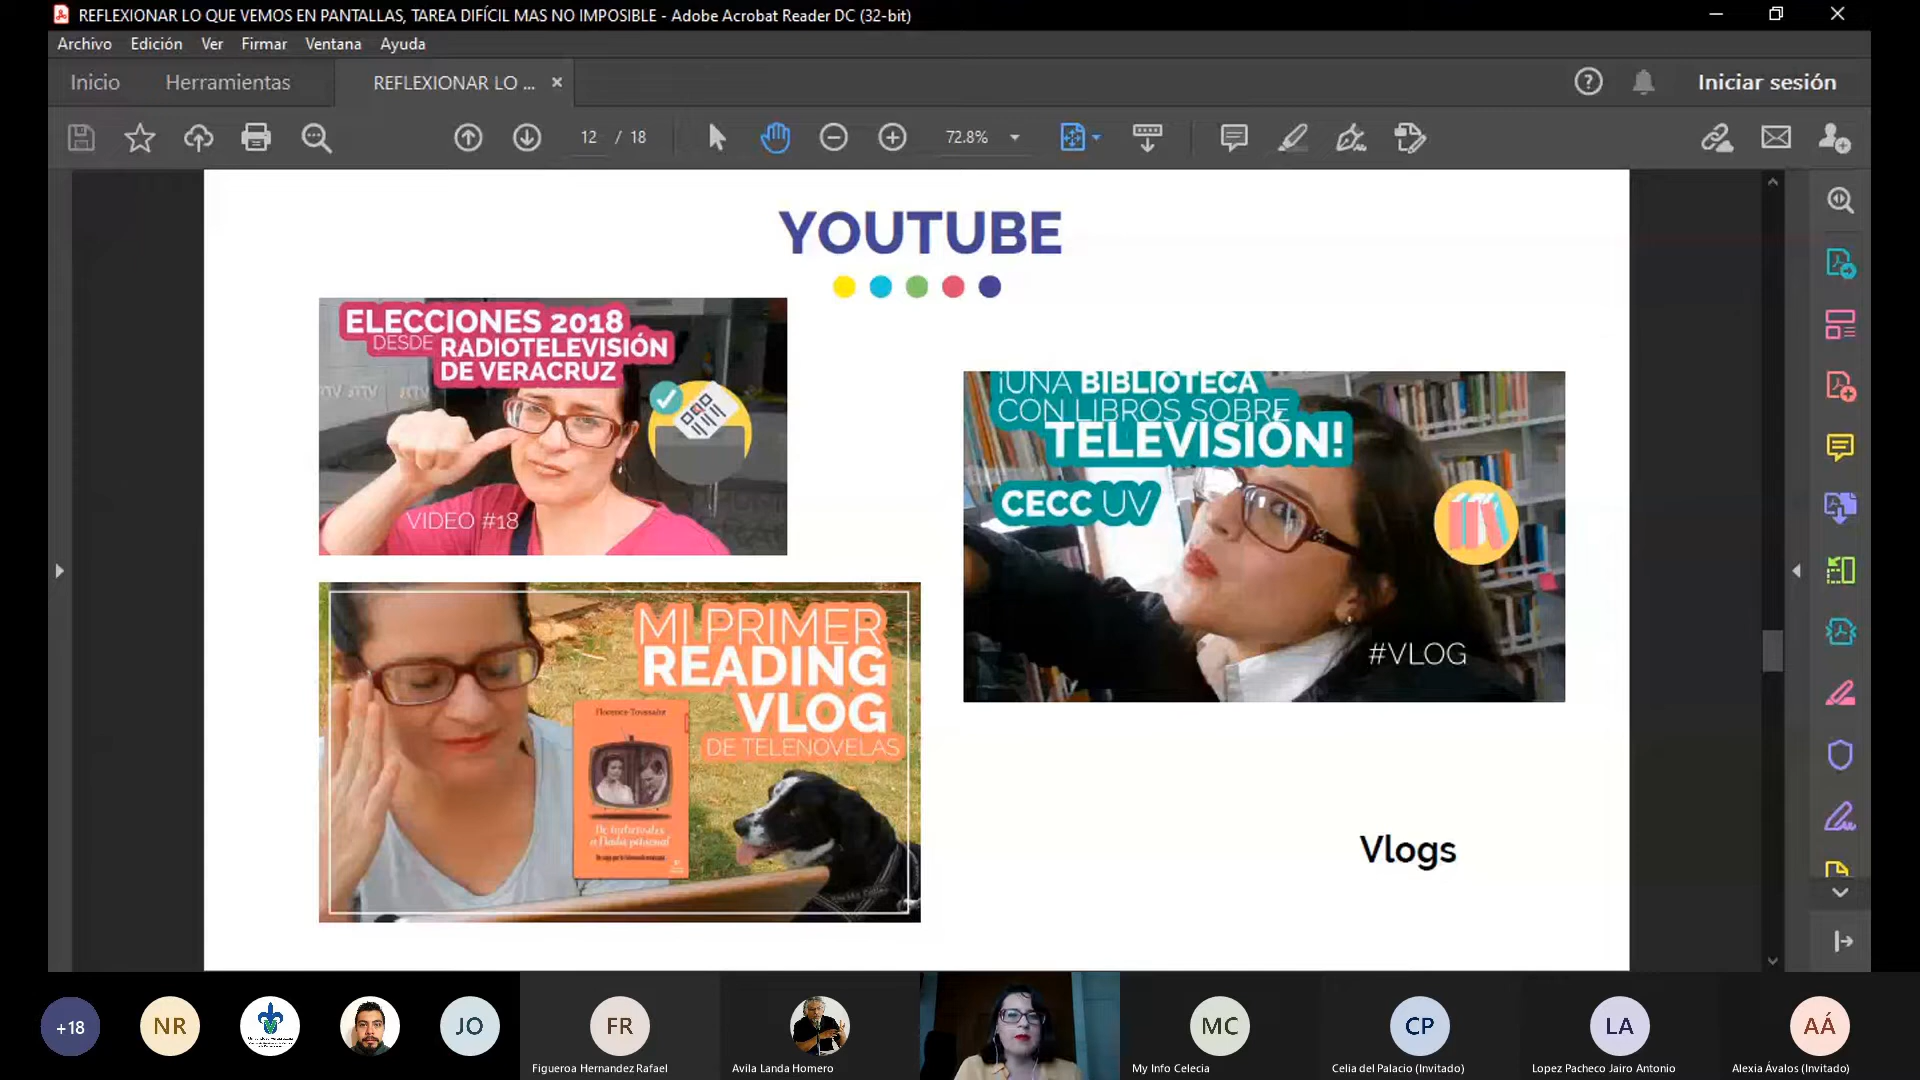 REFLEXIONAR LO QUE VEMOS EN PANTALLAS, TAREA DIFÍCIL MAS NO IMPOSIBLE - Adobe Acrobat Reader DC (32-bit)
Archivo Edición Ver Firmar Ventana Ayuda
Inicio Herramientas REFLEXIONAR LO ... Iniciar sesión
12 / 18 72.8%
YOUTUBE
ELECCIONES 2018
DESDE RADIOTELEVISIÓN
DE VERACRUZ
VIDEO #18
¡UNA BIBLIOTECA
CON LIBROS SOBRE
TELEVISIÓN!
CECC UV
#VLOG
MI PRIMER
READING
VLOG
DE TELENOVELAS
Florence Toussaint
Vlogs
+18
NR
JO
FR
MC
CP
LA
AÁ
Figueroa Hernandez Rafael
Avila Landa Homero
My Info Celecia
Celia del Palacio (Invitado)
Lopez Pacheco Jairo Antonio
Alexia Ávalos (Invitado)